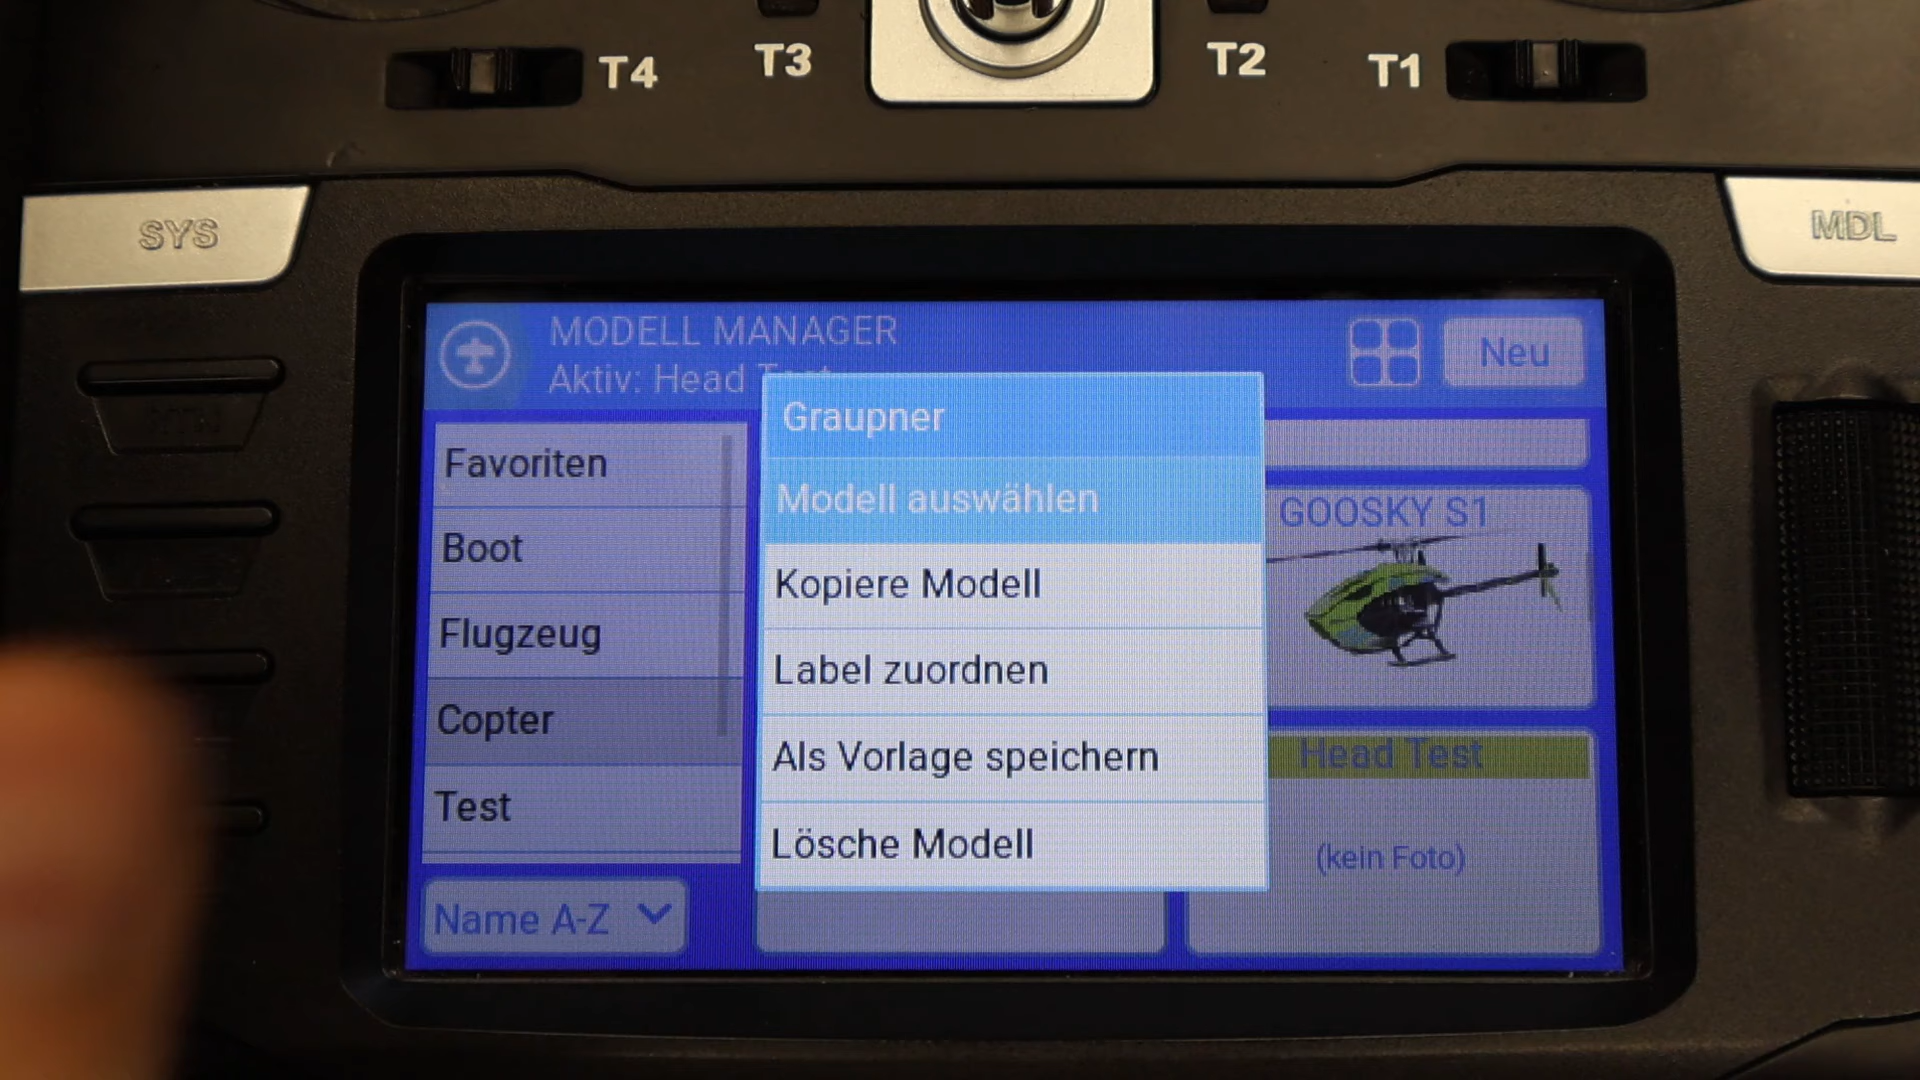 T4
T3
T2
T1
SYS
MDL
MODELL MANAGER
Aktiv: Head Test
Neu
Favoriten
Boot
Flugzeug
Copter
Test
Name A-Z
Graupner
Modell auswählen
Kopiere Modell
Label zuordnen
Als Vorlage speichern
Lösche Modell
GOOSKY S1
Head Test
(kein Foto)